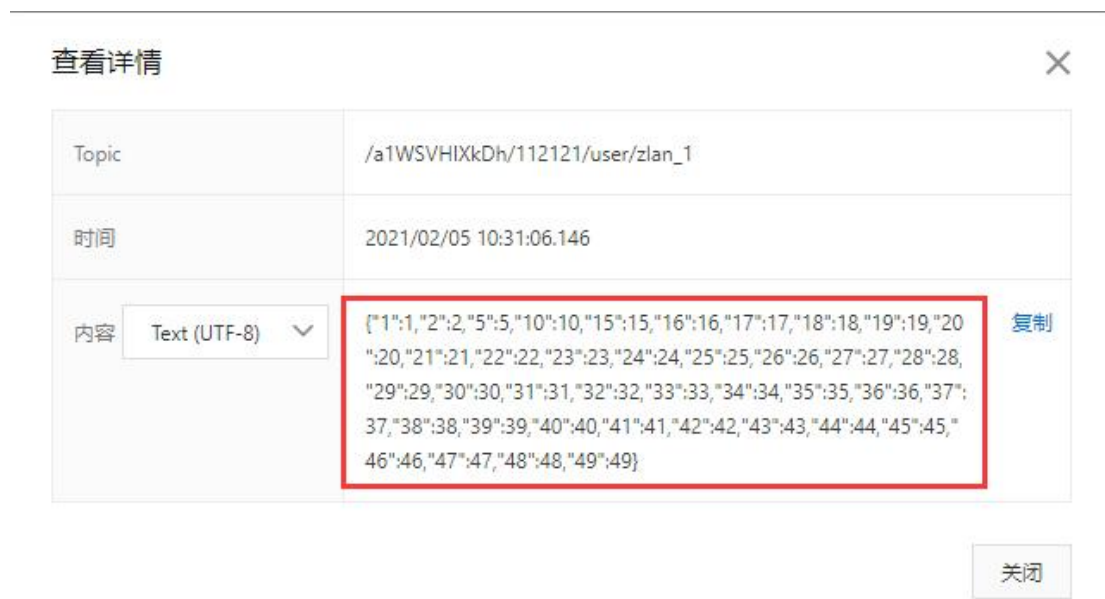 查看详情
Topic
/a1WSVHIXkDh/112121/user/zlan_1
时间
2021/02/05 10:31:06.146
内容
Text (UTF-8)
{"1":1,"2":2,"5":5,"10":10,"15":15,"16":16,"17":17,"18":18,"19":19,"20
":20,"21":21,"22":22,"23":23,"24":24,"25":25,"26":26,"27":27,"28":28,
"29":29,"30":30,"31":31,"32":32,"33":33,"34":34,"35":35,"36":36,"37":
37,"38":38,"39":39,"40":40,"41":41,"42":42,"43":43,"44":44,"45":45,"
46":46,"47":47,"48":48,"49":49}
复制
关闭